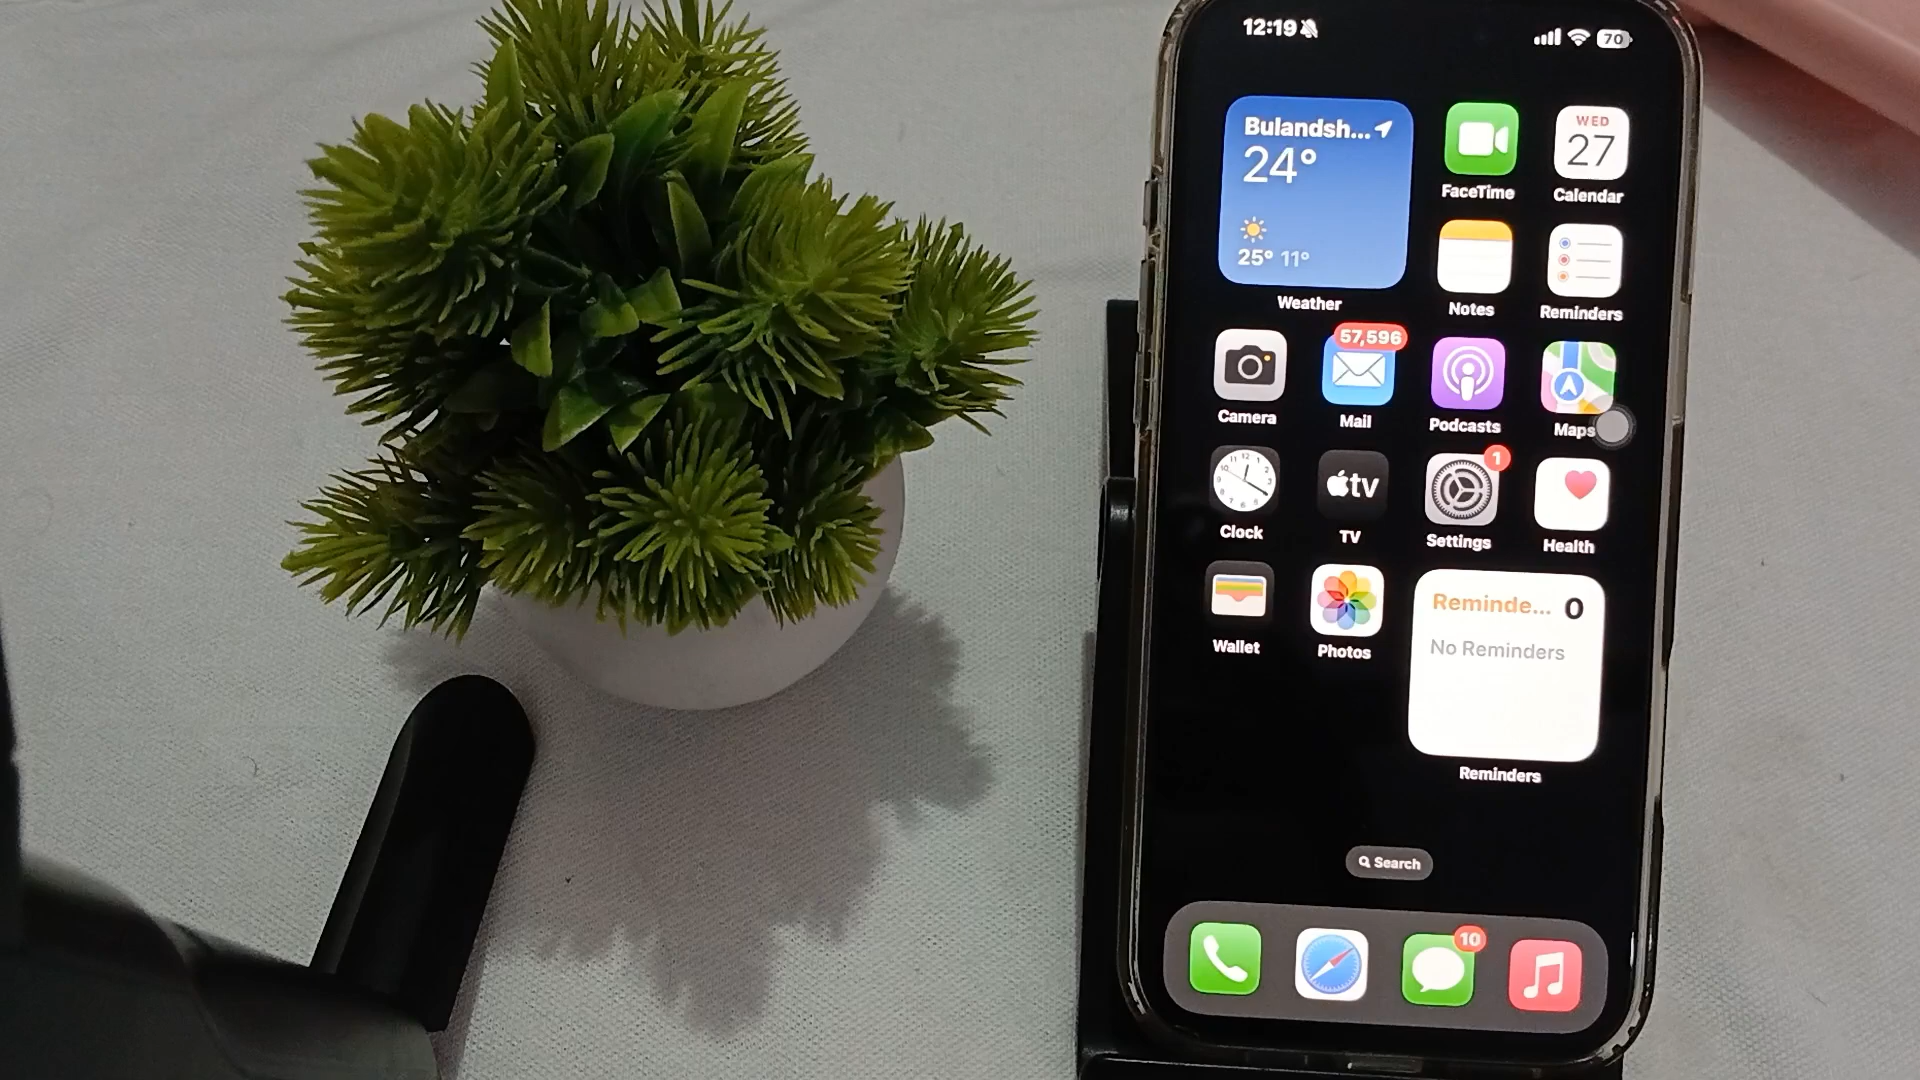 12:19
70
Bulandsh...
24°
25° 11°
Weather
FaceTime
WED
27
Calendar
Notes
Reminders
Camera
57,596
Mail
Podcasts
Maps
Clock
tv
TV
1
Settings
Health
Wallet
Photos
Reminde... 0
No Reminders
Reminders
Search
10